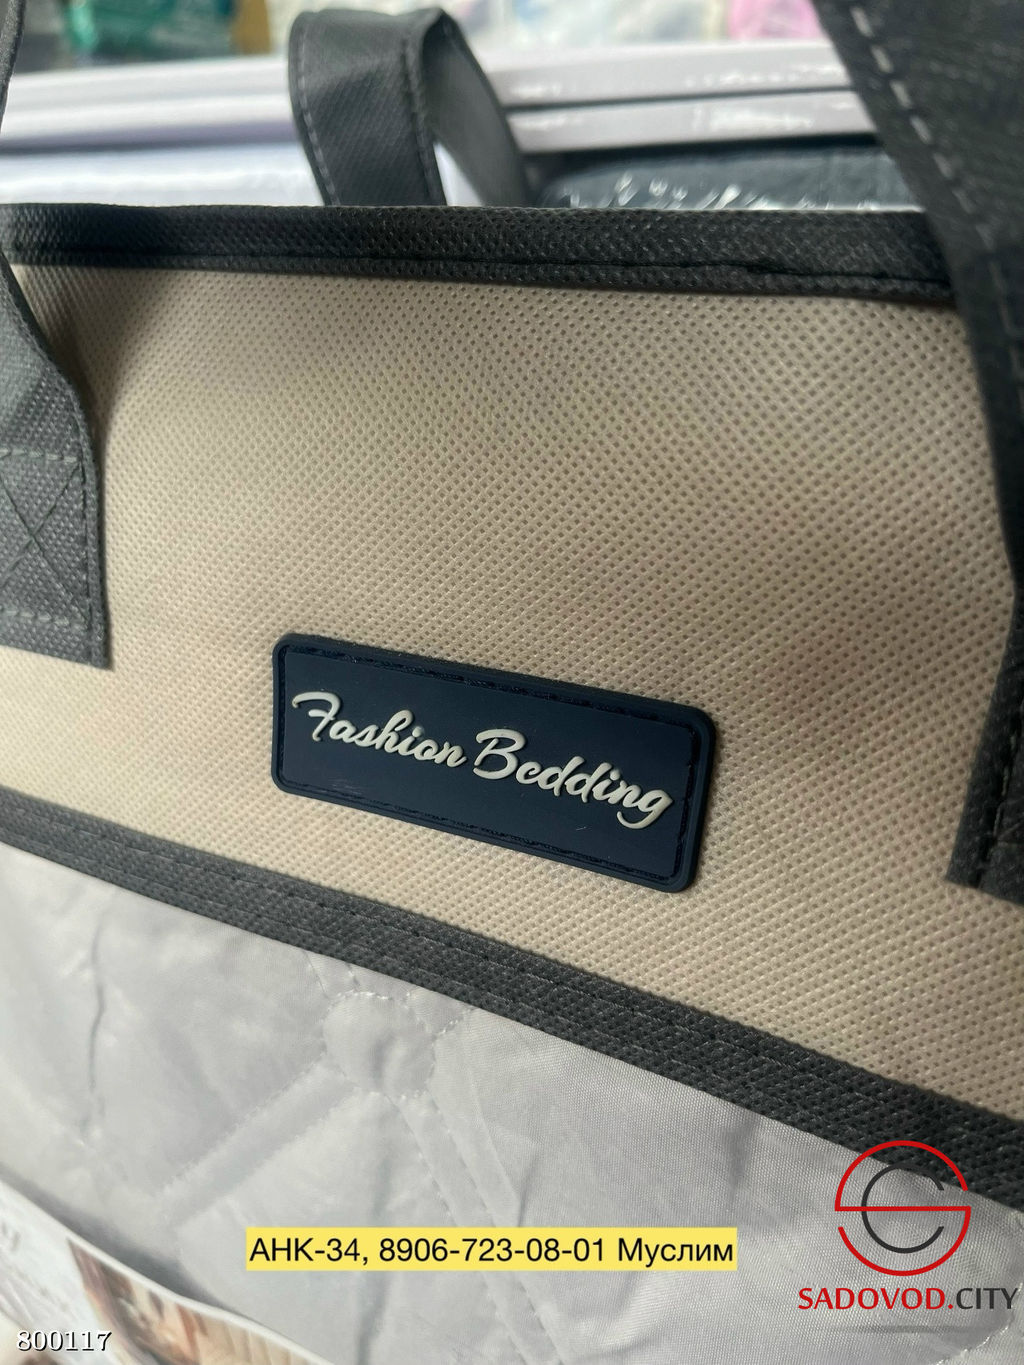 Fashion Bedding
АНК-34, 8906-723-08-01 Муслим
SADOVOD.CITY
800117